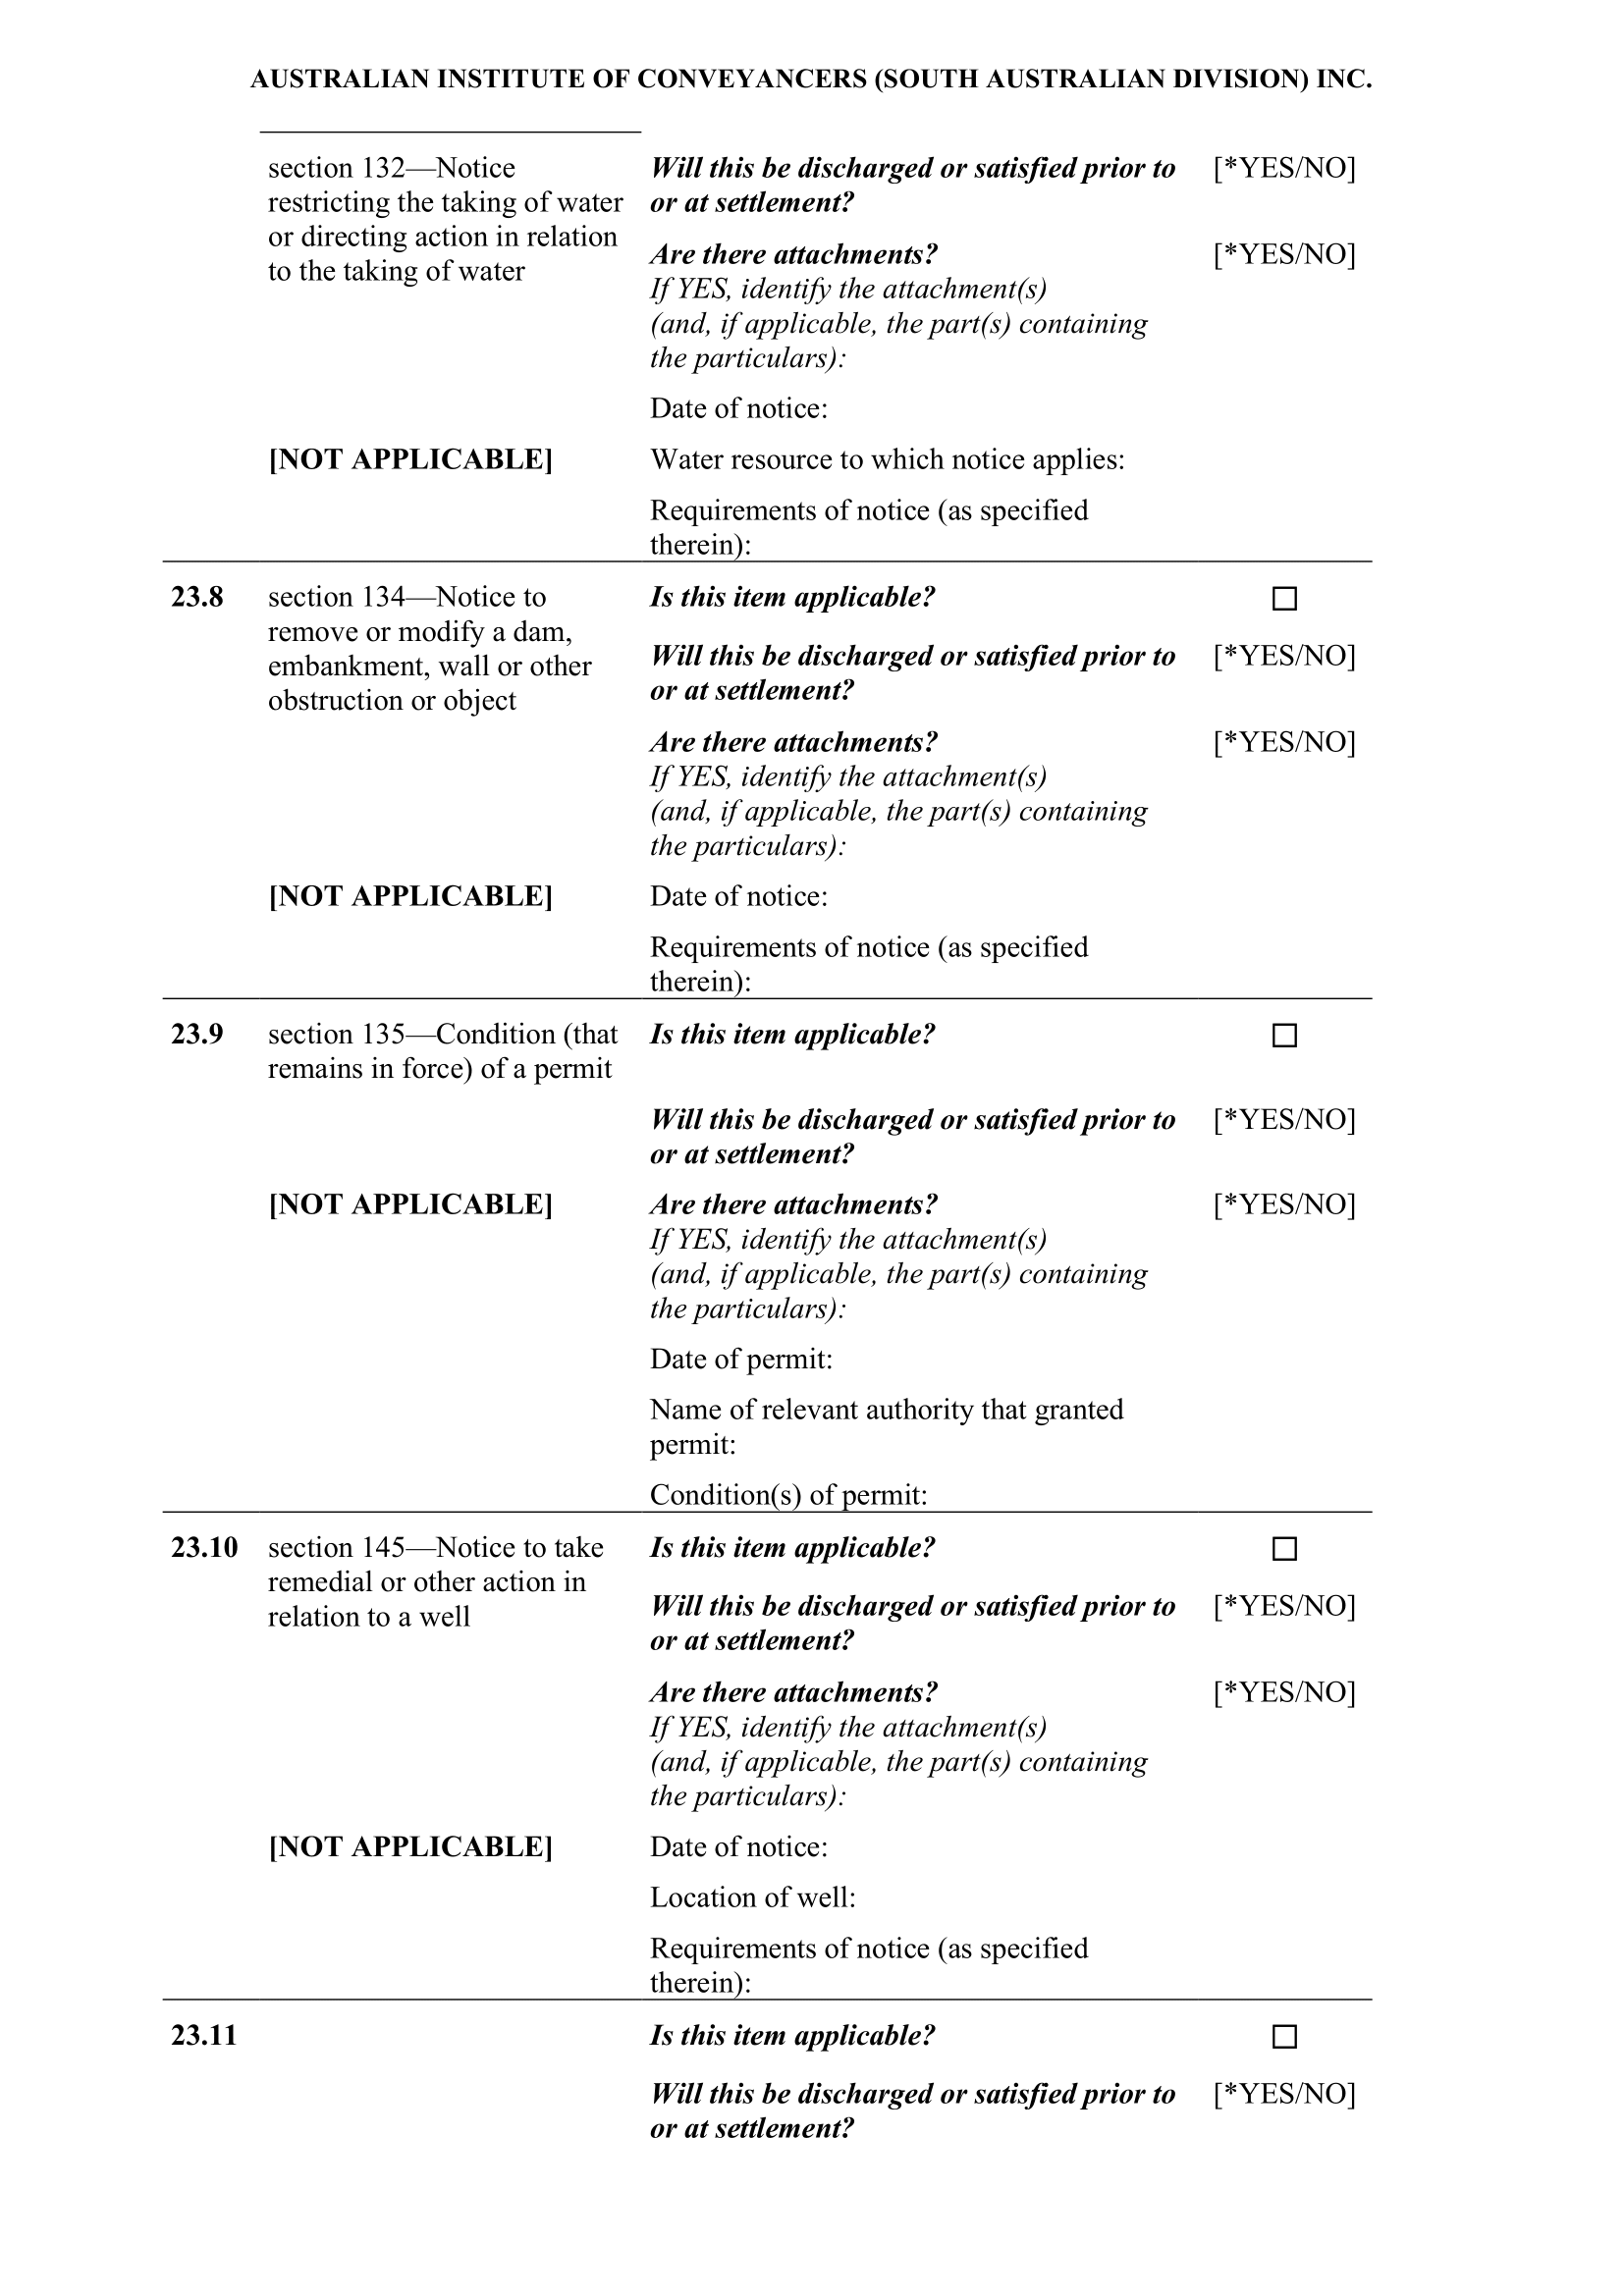 AUSTRALIAN INSTITUTE OF CONVEYANCERS (SOUTH AUSTRALIAN DIVISION) INC.
section 132—Notice
restricting the taking of water
or directing action in relation
to the taking of water
Will this be discharged or satisfied prior to
or at settlement?
[*YES/NO]
Are there attachments?
[*YES/NO]
If YES, identify the attachment(s)
(and, if applicable, the part(s) containing
the particulars):
Date of notice:
[NOT APPLICABLE]
Water resource to which notice applies:
Requirements of notice (as specified
therein):
23.8
section 134—Notice to
remove or modify a dam,
embankment, wall or other
obstruction or object
Is this item applicable?
☐
Will this be discharged or satisfied prior to
or at settlement?
[*YES/NO]
Are there attachments?
[*YES/NO]
If YES, identify the attachment(s)
(and, if applicable, the part(s) containing
the particulars):
[NOT APPLICABLE]
Date of notice:
Requirements of notice (as specified
therein):
23.9
section 135—Condition (that
remains in force) of a permit
Is this item applicable?
☐
Will this be discharged or satisfied prior to
or at settlement?
[*YES/NO]
[NOT APPLICABLE]
Are there attachments?
[*YES/NO]
If YES, identify the attachment(s)
(and, if applicable, the part(s) containing
the particulars):
Date of permit:
Name of relevant authority that granted
permit:
Condition(s) of permit:
23.10
section 145—Notice to take
remedial or other action in
relation to a well
Is this item applicable?
☐
Will this be discharged or satisfied prior to
or at settlement?
[*YES/NO]
Are there attachments?
[*YES/NO]
If YES, identify the attachment(s)
(and, if applicable, the part(s) containing
the particulars):
[NOT APPLICABLE]
Date of notice:
Location of well:
Requirements of notice (as specified
therein):
23.11
Is this item applicable?
☐
Will this be discharged or satisfied prior to
or at settlement?
[*YES/NO]